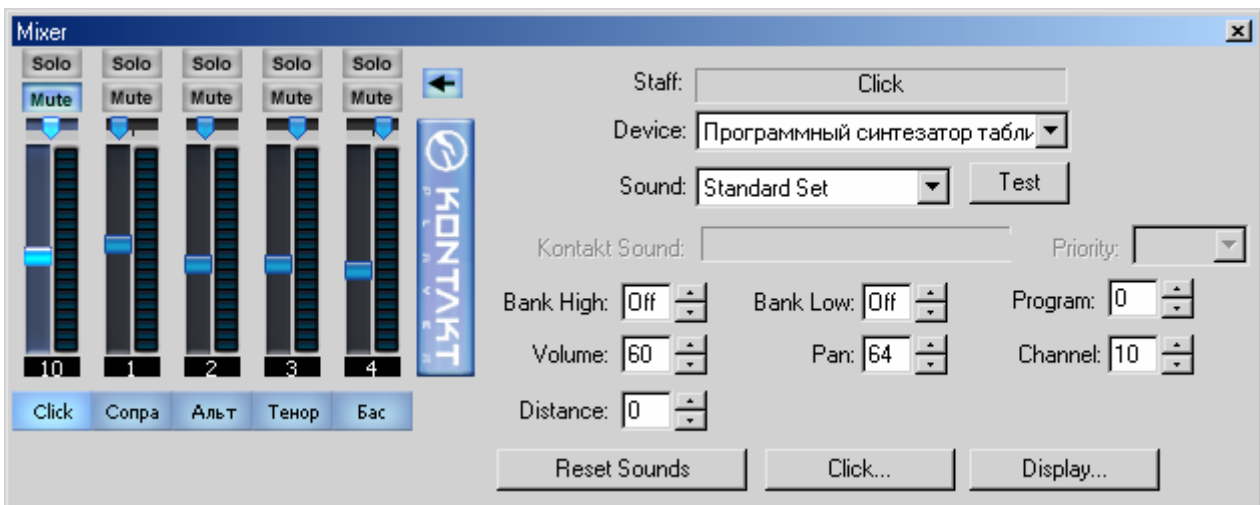 Mixer
Solo Solo Solo Solo Solo
Mute Mute Mute Mute Mute
10 1 2 3 4
Click Сопра Альт Тенор Бас
KONTAKT
PLAYER
Staff: Click
Device: Программный синтезатор табли
Sound: Standard Set Test
Kontakt Sound: Priority:
Bank High: Off Bank Low: Off Program: 0
Volume: 60 Pan: 64 Channel: 10
Distance: 0
Reset Sounds Click... Display...